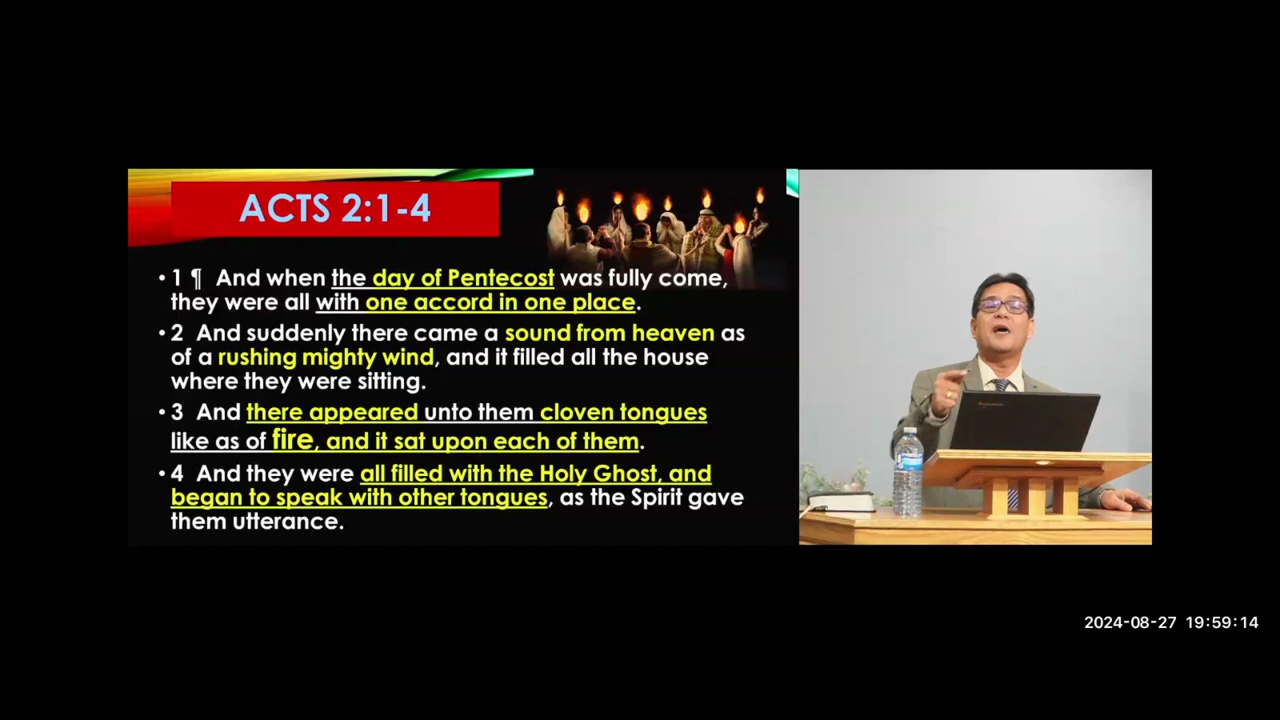 ACTS 2:1-4
• 1 ¶ And when the day of Pentecost was fully come,
they were all with one accord in one place.
• 2 And suddenly there came a sound from heaven as
of a rushing mighty wind, and it filled all the house
where they were sitting.
• 3 And there appeared unto them cloven tongues
like as of fire, and it sat upon each of them.
• 4 And they were all filled with the Holy Ghost, and
began to speak with other tongues, as the Spirit gave
them utterance.
2024-08-27 19:59:14